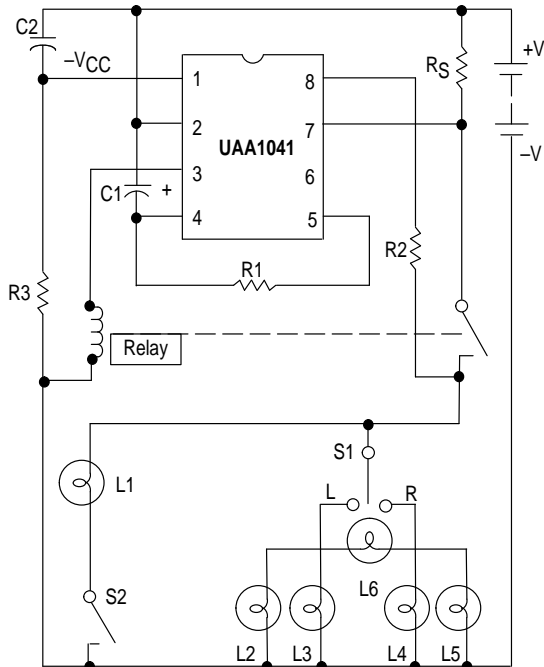 C2
–VCC
1
8
RS
+V
2
7
UAA1041
–V
3
6
C1
+
4
5
R1
R2
R3
Relay
S1
L1
L
R
S2
L6
L2
L3
L4
L5